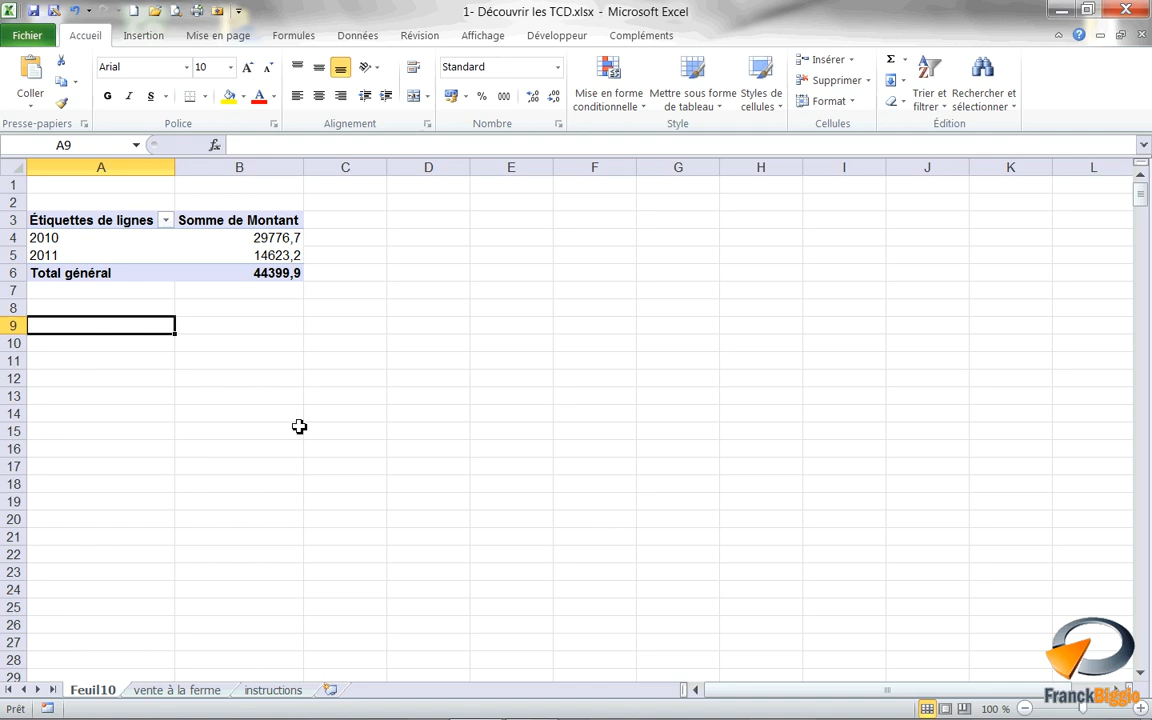 1- Découvrir les TCD.xlsx - Microsoft Excel
Fichier Accueil Insertion Mise en page Formules Données Révision Affichage Développeur Compléments
Coller
Arial 10
G I S
Standard
% 000
Mise en forme conditionnelle
Mettre sous forme de tableau
Styles de cellules
Insérer
Supprimer
Format
Σ
Trier et filtrer
Rechercher et sélectionner
Presse-papiers Police Alignement Nombre Style Cellules Édition
A9 fx
A B C D E F G H I J K L
1
2
3 Étiquettes de lignes Somme de Montant
4 2010 29776,7
5 2011 14623,2
6 Total général 44399,9
7
8
9
10
11
12
13
14
15
16
17
18
19
20
21
22
23
24
25
26
27
28
29
Feuil10 vente à la ferme instructions
FranckBiggio
Prêt 100 %